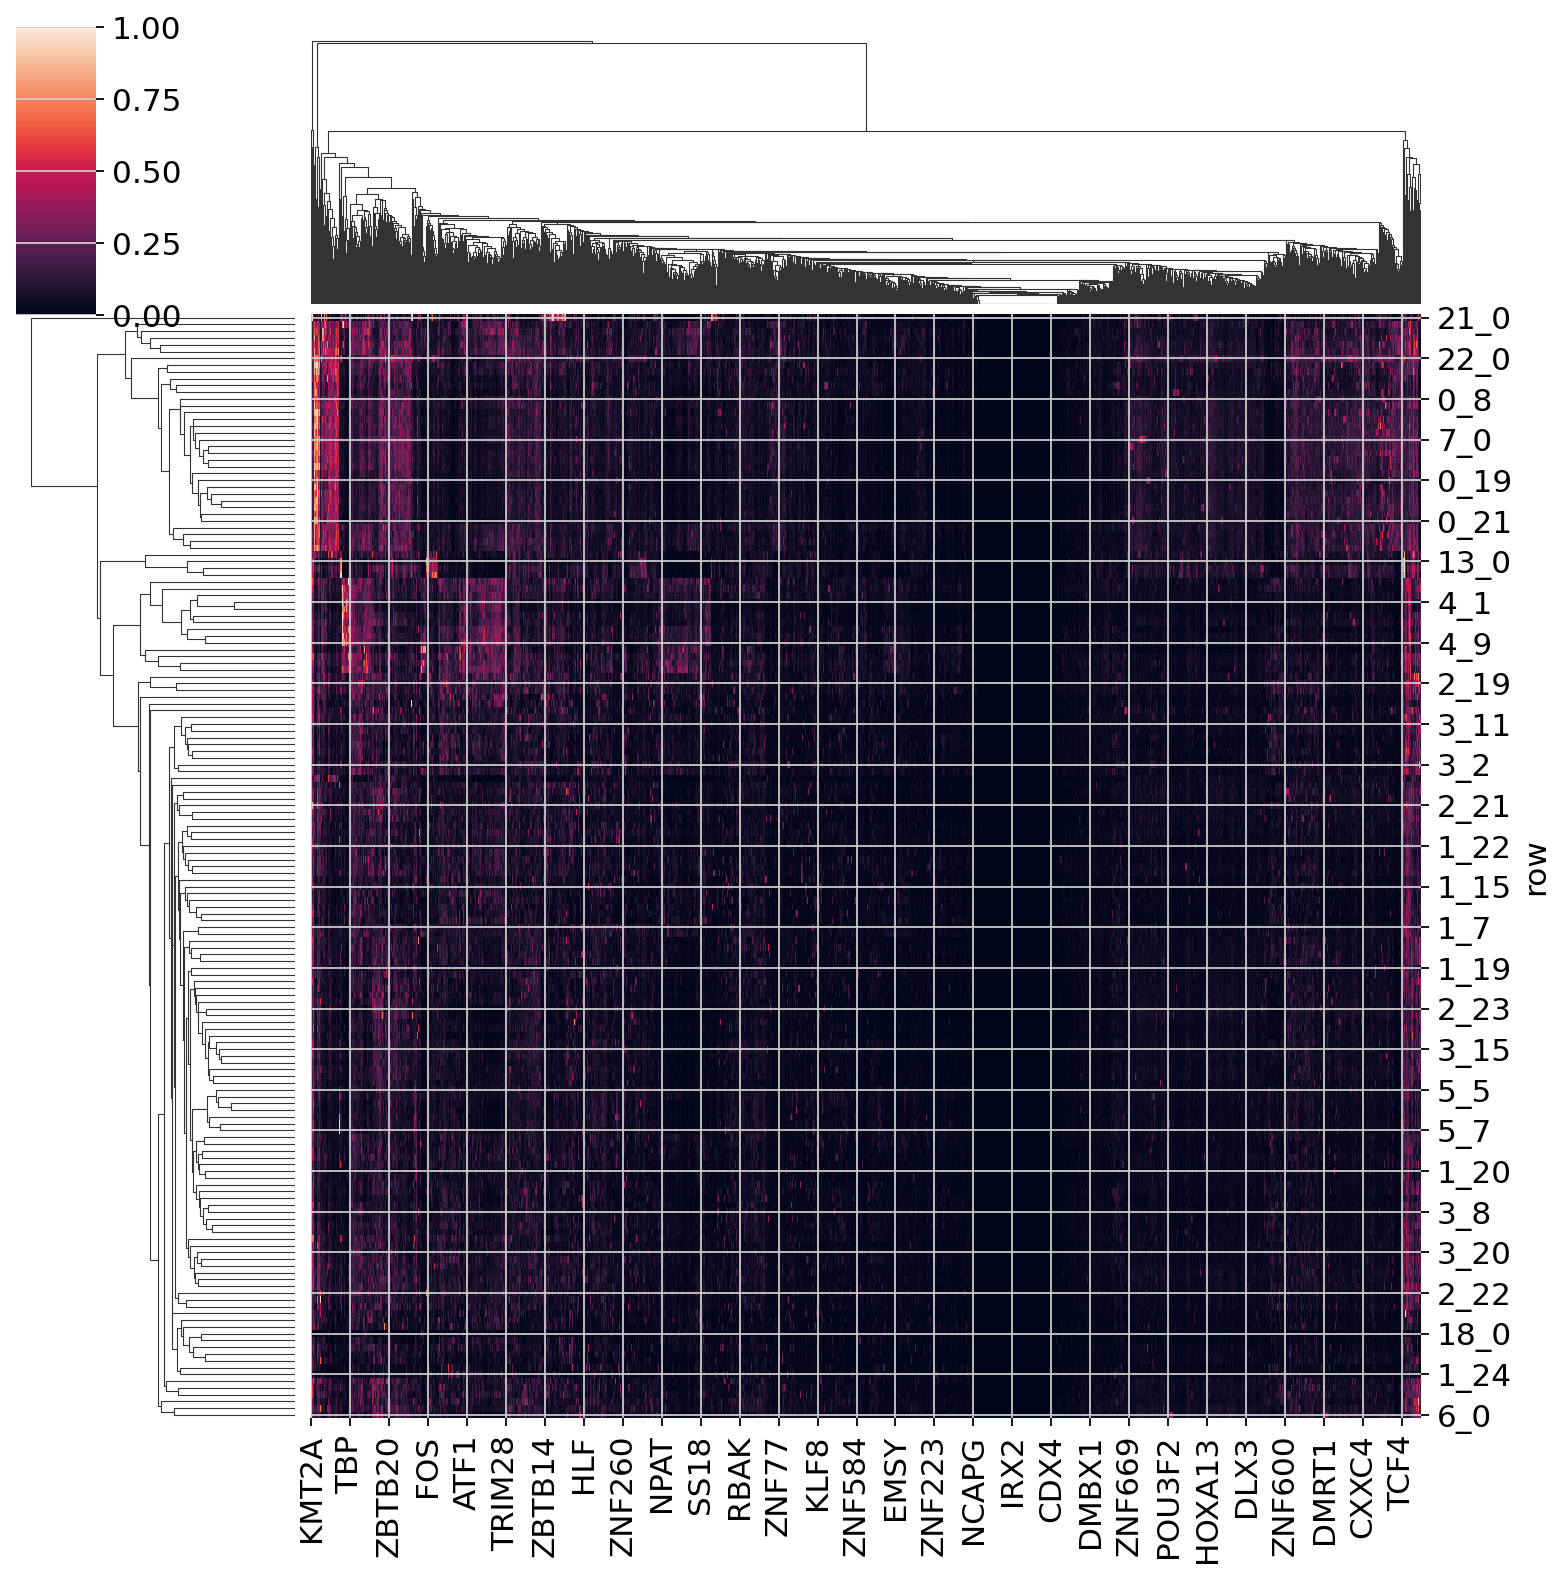 1.00
0.75
0.50
0.25
0.00
21_0
22_0
0_8
7_0
0_19
0_21
13_0
4_1
4_9
2_19
3_11
3_2
2_21
1_22
1_15
1_7
1_19
2_23
3_15
5_5
5_7
1_20
3_8
3_20
2_22
18_0
1_24
6_0
row
KMT2A
TBP
ZBTB20
FOS
ATF1
TRIM28
ZBTB14
HLF
ZNF260
NPAT
SS18
RBAK
ZNF77
KLF8
ZNF584
EMSY
ZNF223
NCAPG
IRX2
CDX4
DMBX1
ZNF669
POU3F2
HOXA13
DLX3
ZNF600
DMRT1
CXXC4
TCF4